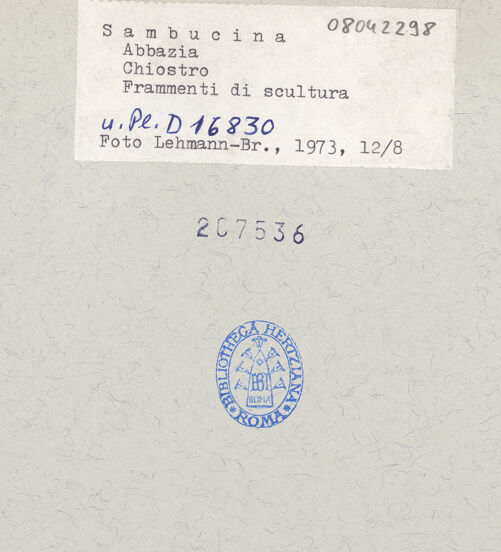 Sambucina 08042298
Abbazia
Chiostro
Frammenti di scultura
u. Pl. D 16830
Foto Lehmann-Br., 1973, 12/8
207536
BIBLIOTHECA HERTZIANA
ROMA
ROMA